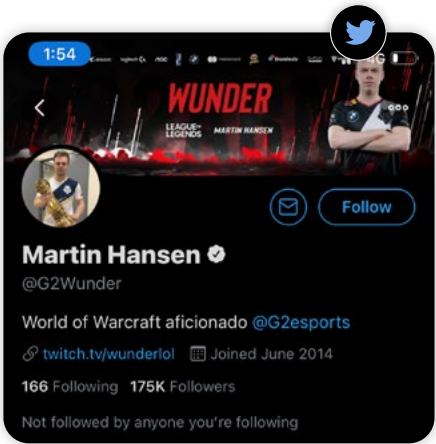 1:54
4G
WUNDER
LEAGUE OF
LEGENDS
MARTIN HANSEN
Follow
Martin Hansen
@G2Wunder
World of Warcraft aficionado @G2esports
twitch.tv/wunderlol Joined June 2014
166 Following 175K Followers
Not followed by anyone you're following